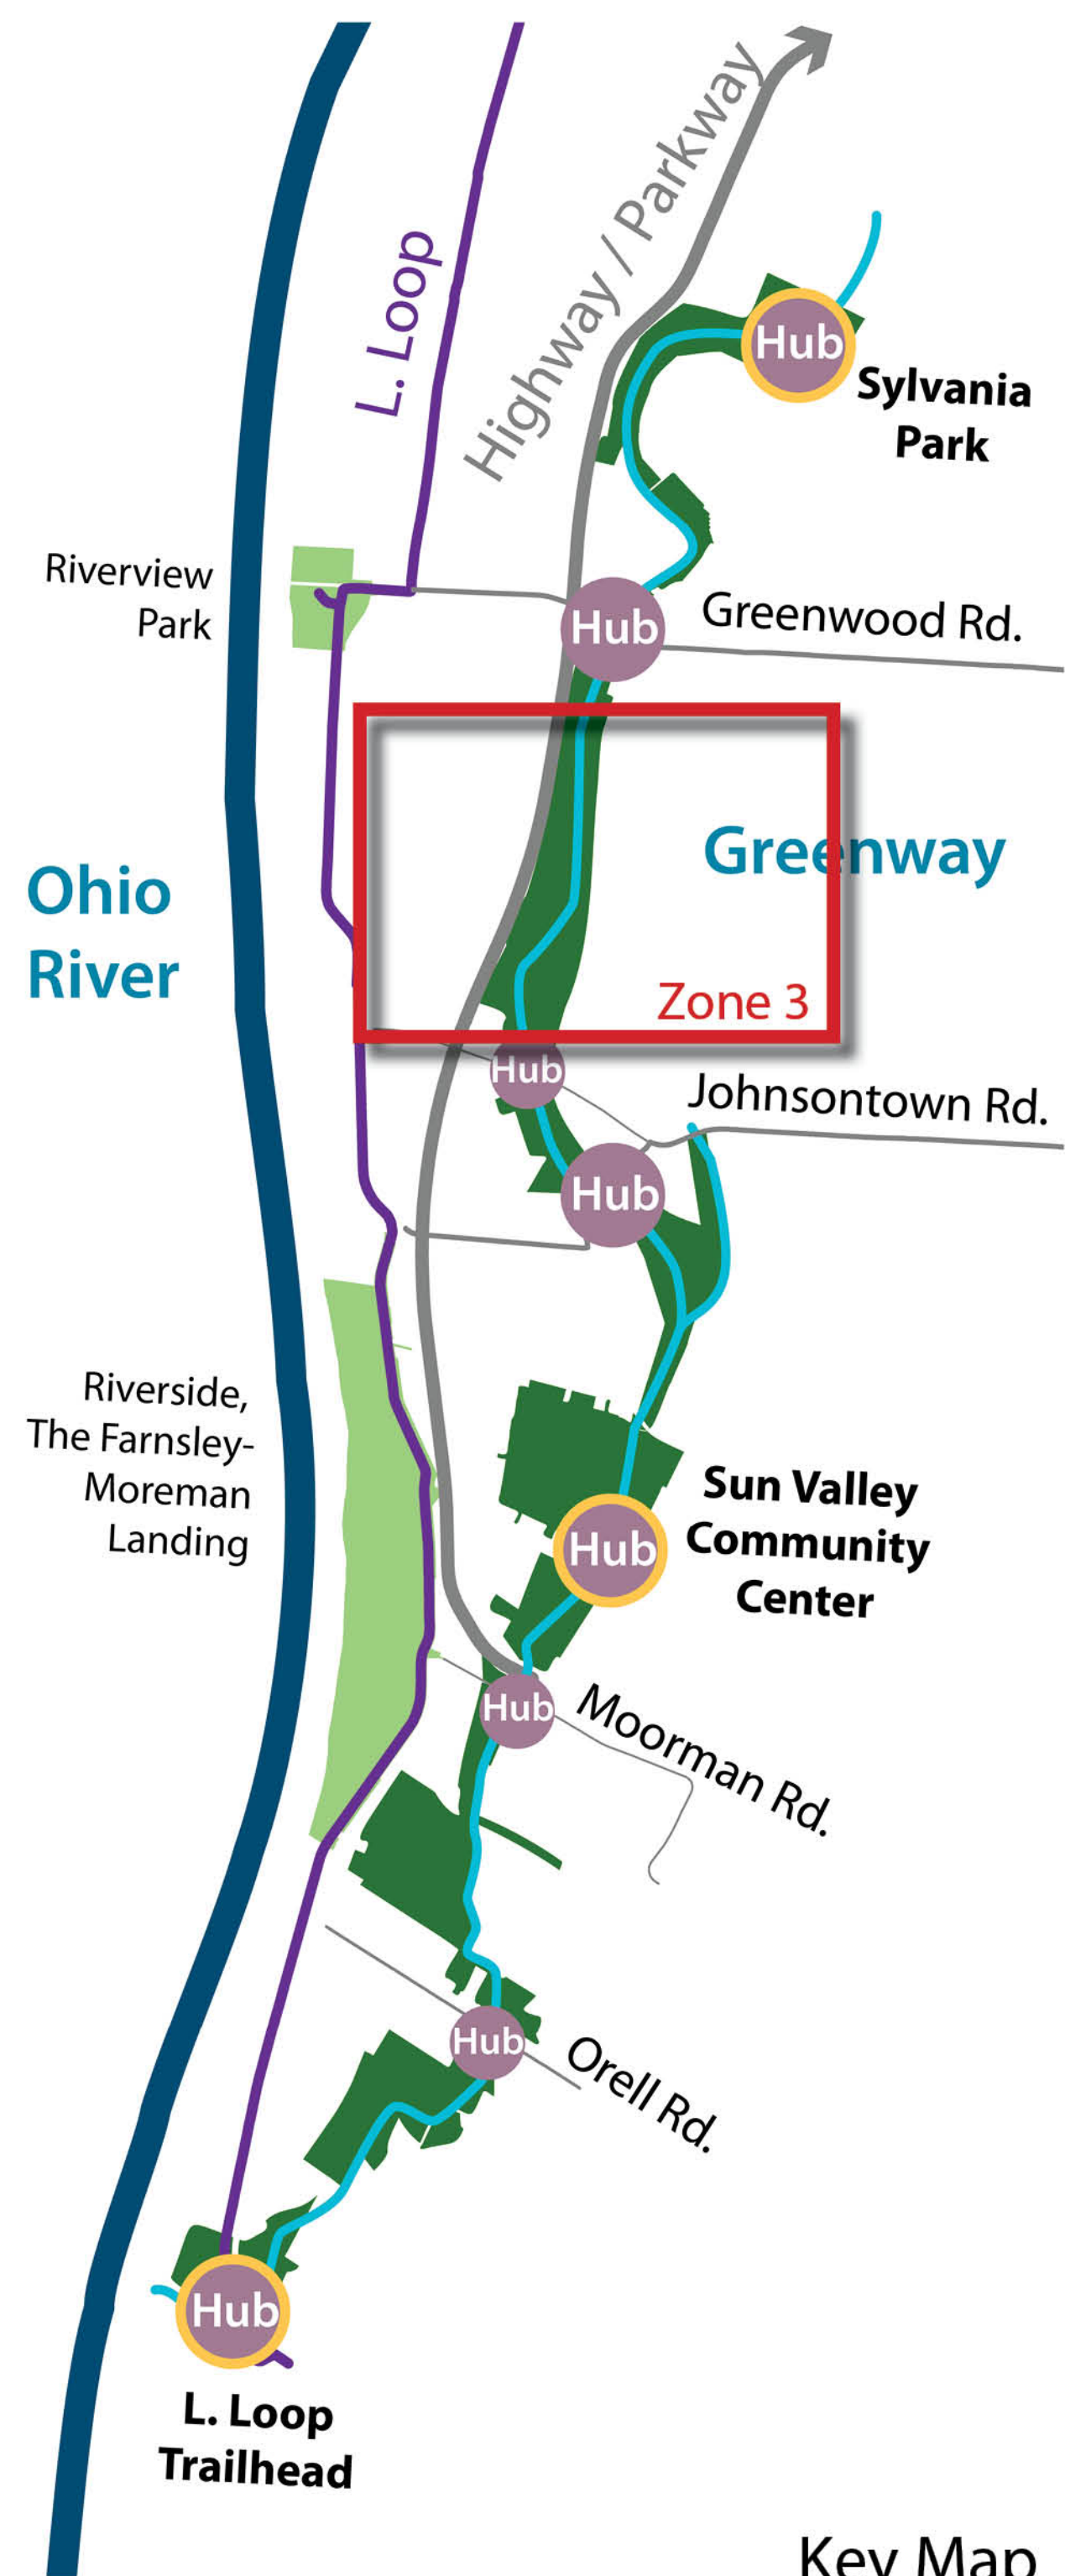 L. Loop
Highway / Parkway
Hub
Sylvania
Park
Riverview
Park
Hub
Greenwood Rd.
Greenway
Ohio
River
Zone 3
Hub
Johnsontown Rd.
Hub
Riverside,
The Farnsley-
Moreman
Landing
Sun Valley
Community
Center
Hub
Hub
Moorman Rd.
Hub
Orell Rd.
Hub
L. Loop
Trailhead
Key Map